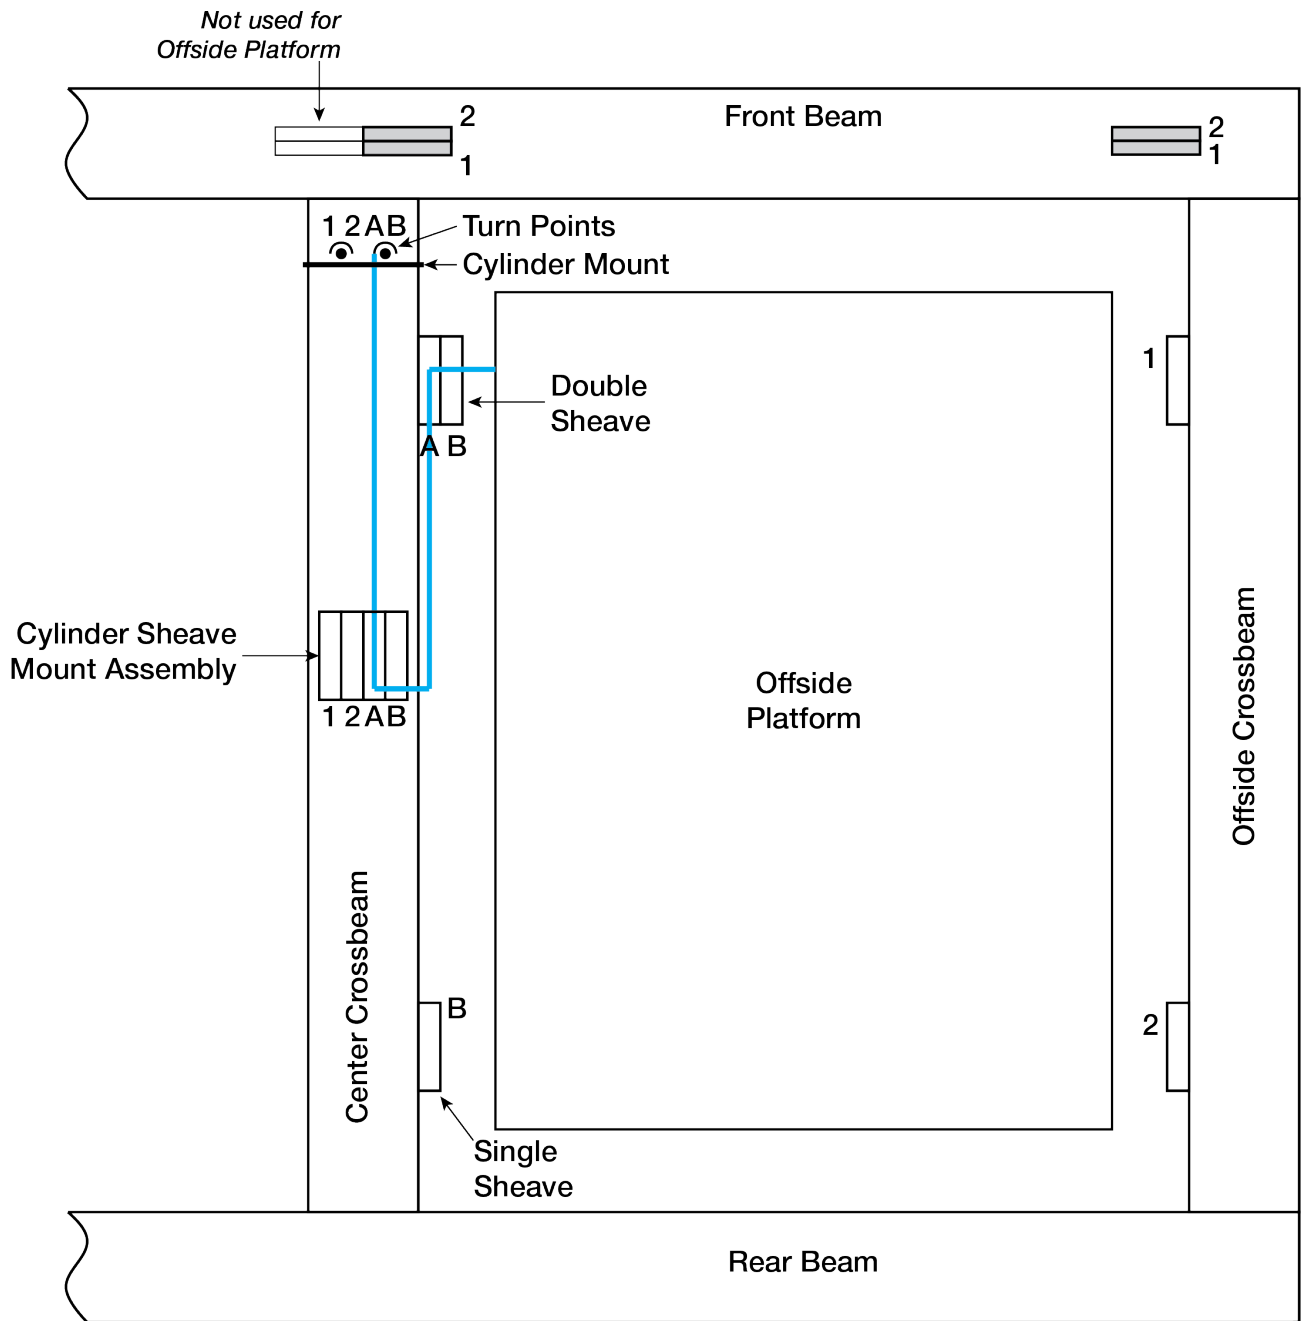 Not used for
Offside Platform
2
1
Front Beam
2
1
1 2 A B
Turn Points
Cylinder Mount
1
Double
Sheave
A B
Cylinder Sheave
Mount Assembly
1 2 A B
Offside
Platform
Offside Crossbeam
Center Crossbeam
B
2
Single
Sheave
Rear Beam